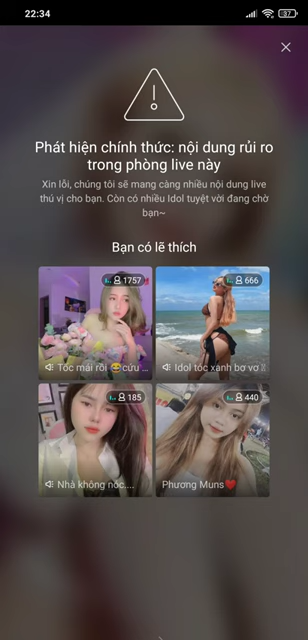 22:34
37
Phát hiện chính thức: nội dung rủi ro
trong phòng live này
Xin lỗi, chúng tôi sẽ mang càng nhiều nội dung live
thú vị cho bạn. Còn có nhiều Idol tuyệt vời đang chờ
bạn~
Bạn có lẽ thích
1757
666
Tóc mái rồi 😂cứu ...
Idol tóc xanh bơ vơ
185
440
Nhà không nóc....
Phương Muns❤️